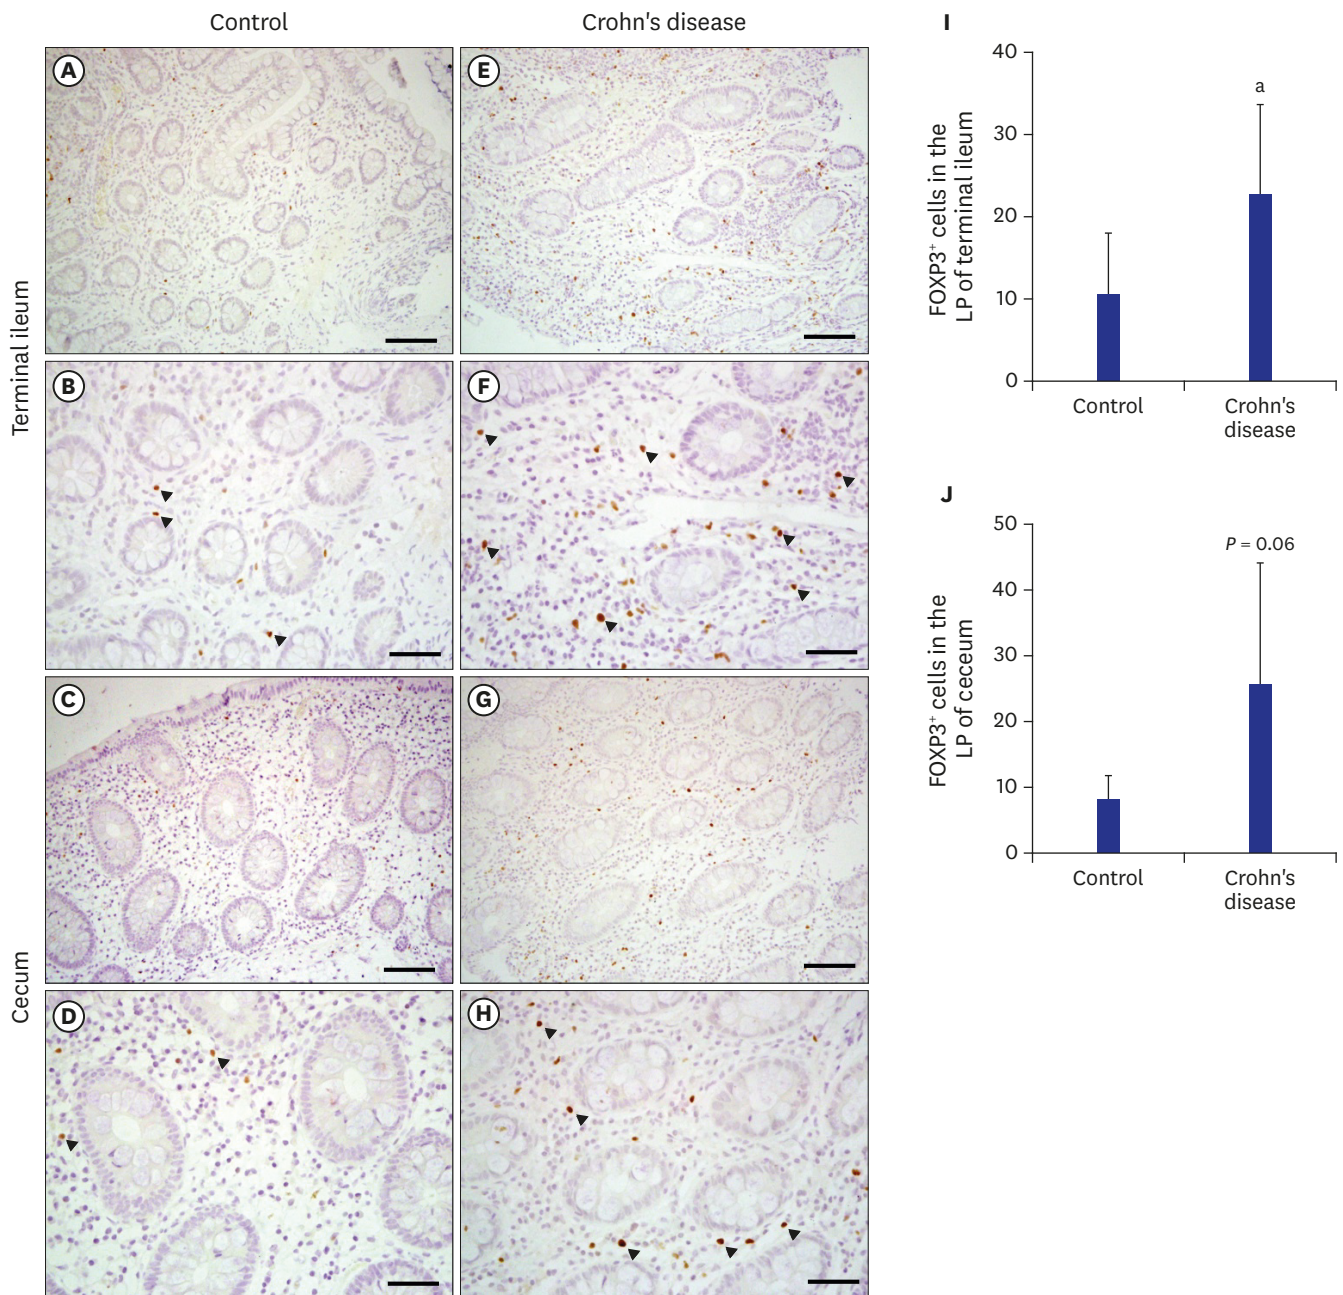 Control
Crohn's disease
Terminal ileum
Cecum
A
E
B
F
C
G
D
H
I
FOXP3⁺ cells in the
LP of terminal ileum
40
30
20
10
0
a
Control
Crohn's
disease
J
FOXP3⁺ cells in the
LP of cecum
50
40
30
20
10
0
P = 0.06
Control
Crohn's
disease